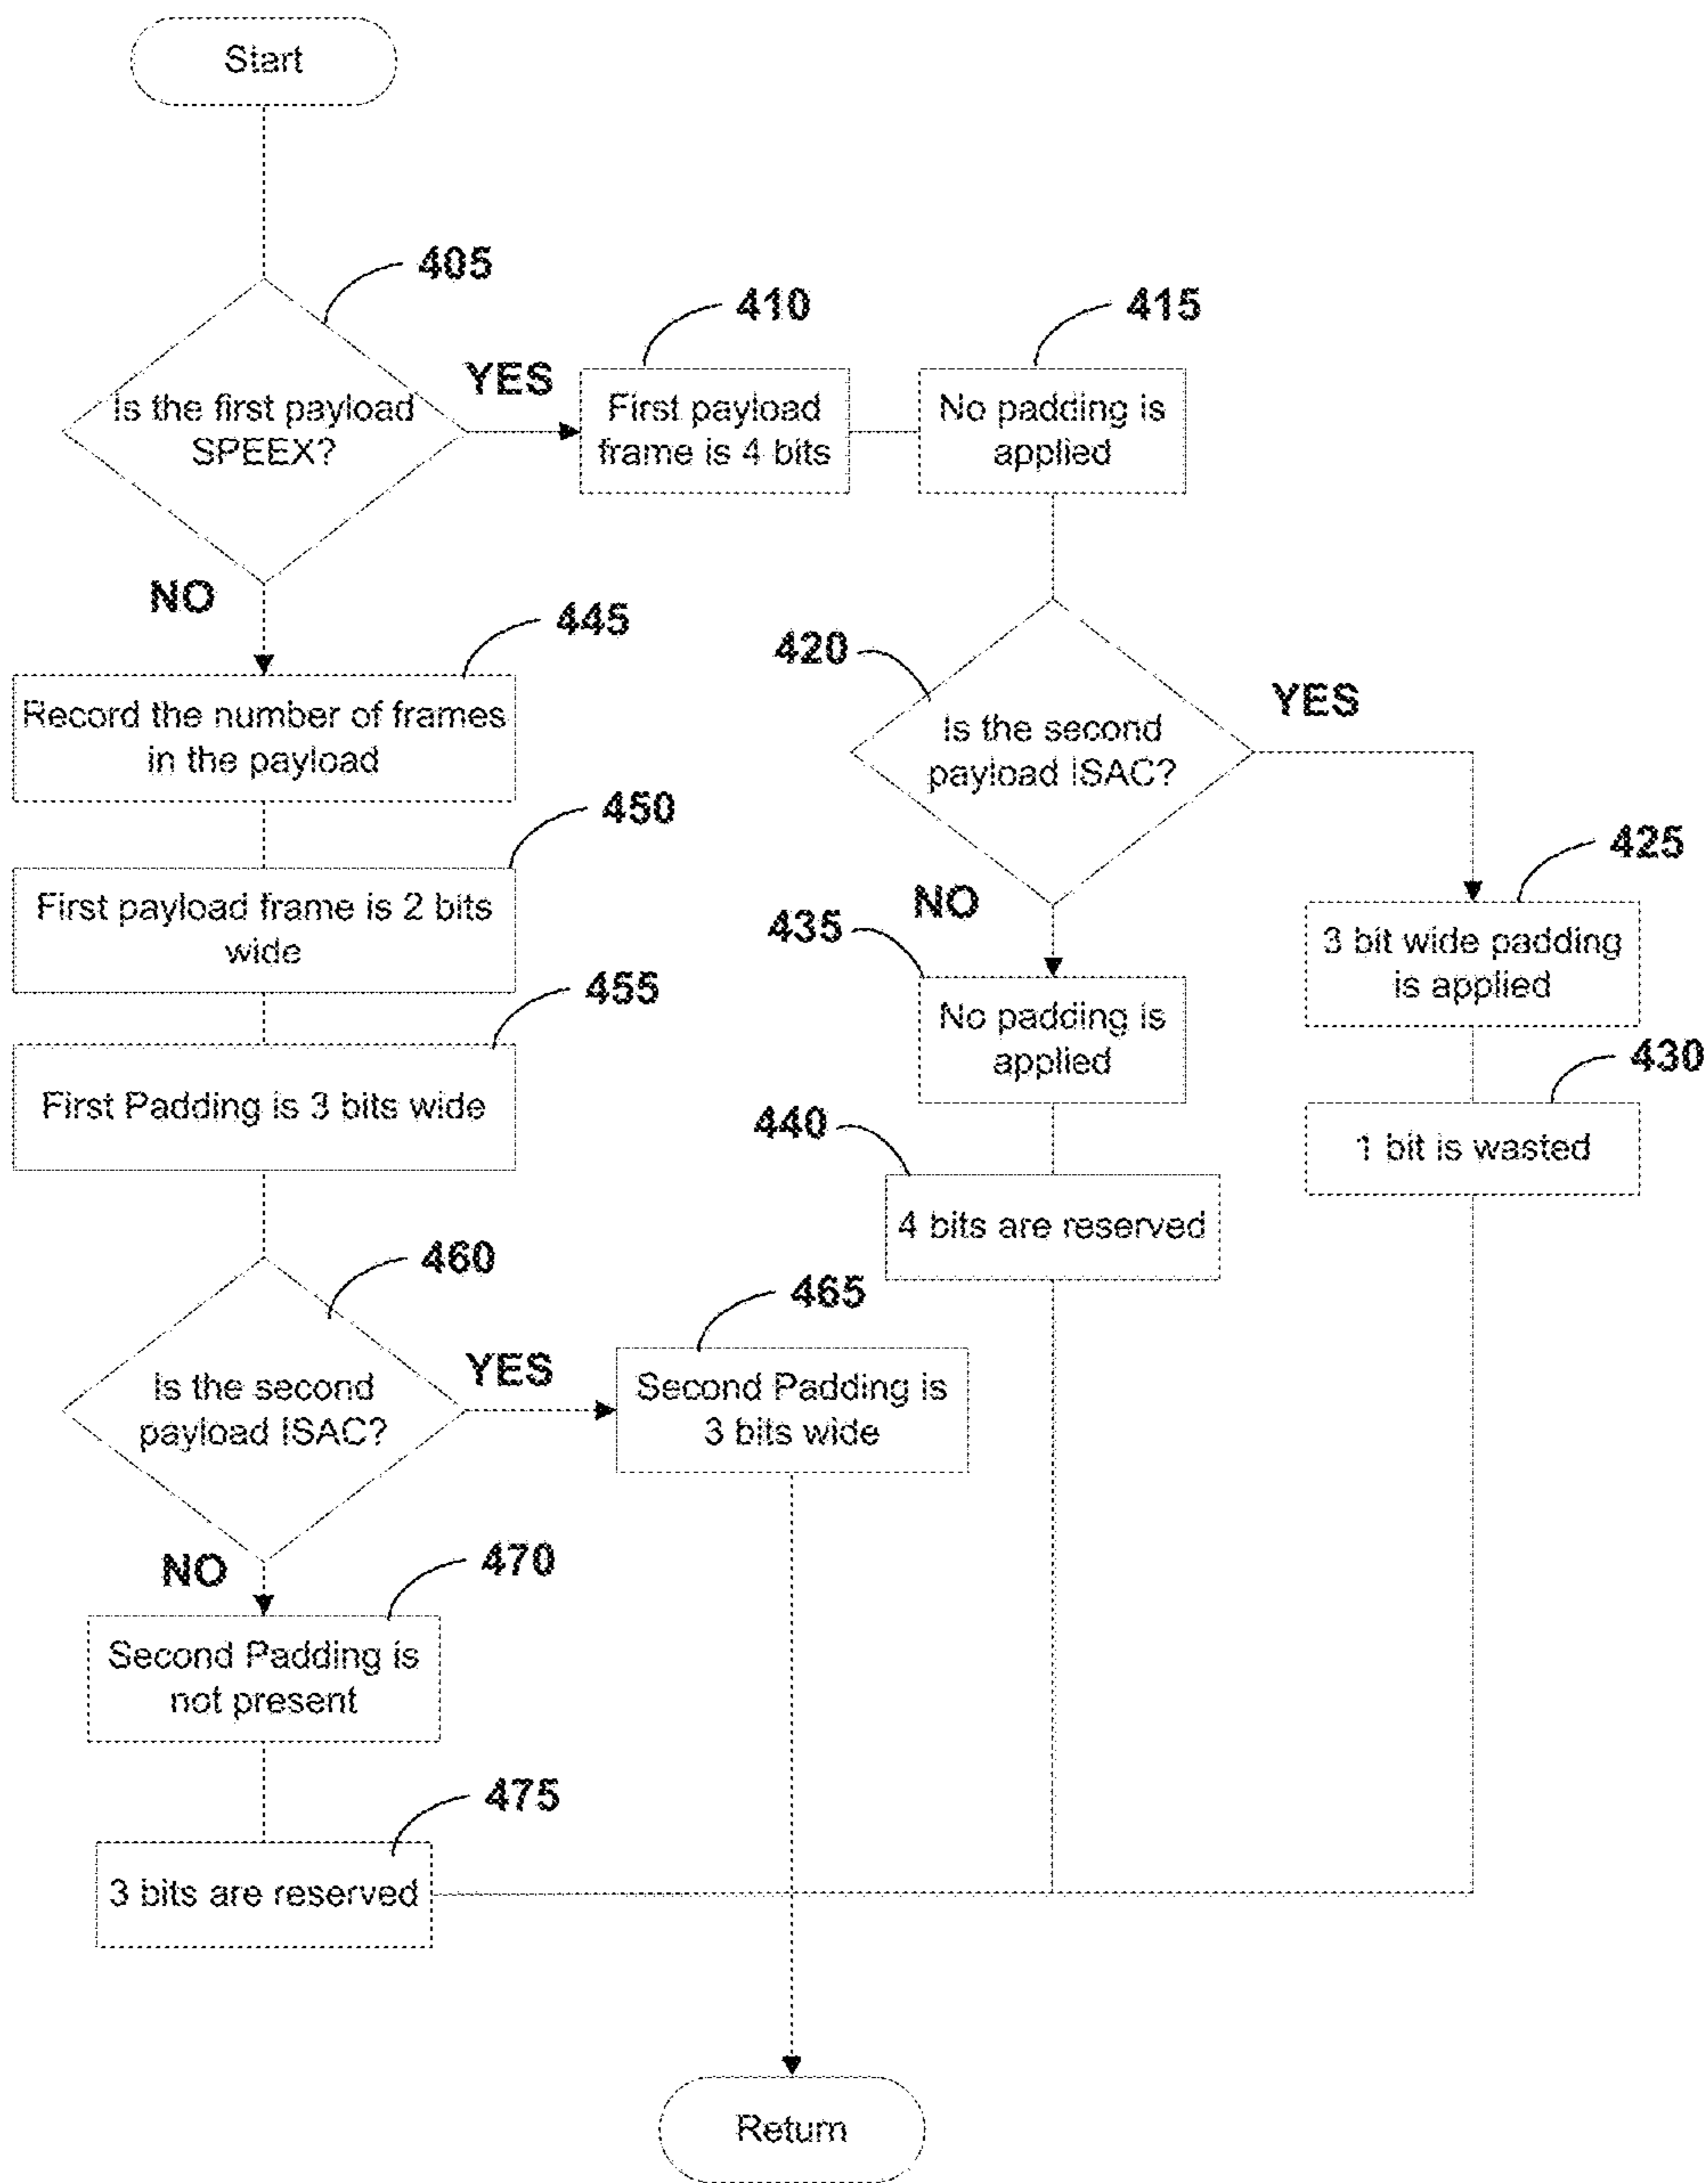 Start
405
Is the first payload
SPEEX?
YES
410
First payload
frame is 4 bits
415
No padding is
applied
NO
445
Record the number of frames
in the payload
420
Is the second
payload ISAC?
YES
450
First payload frame is 2 bits
wide
425
3 bit wide padding
is applied
NO
435
No padding is
applied
455
First Padding is 3 bits wide
430
1 bit is wasted
440
4 bits are reserved
460
Is the second
payload ISAC?
YES
465
Second Padding is
3 bits wide
NO
470
Second Padding is
not present
475
3 bits are reserved
Return